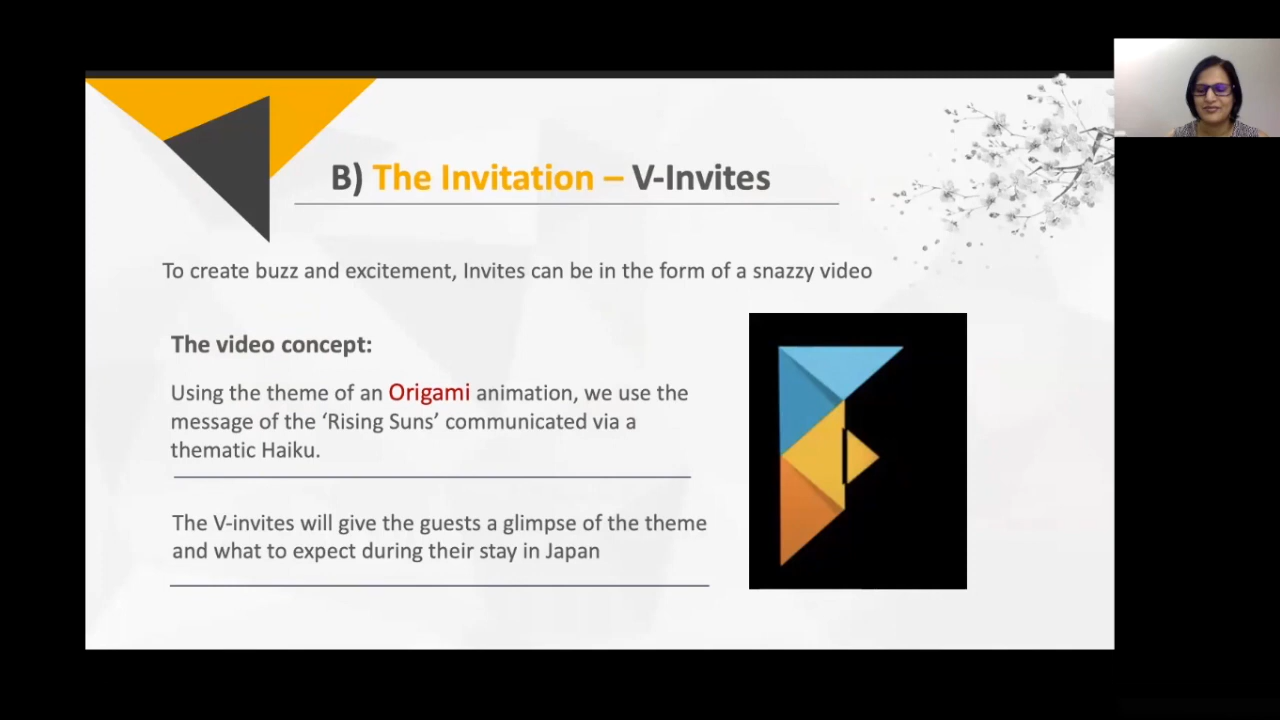 B) The Invitation – V-Invites
To create buzz and excitement, Invites can be in the form of a snazzy video
The video concept:
Using the theme of an Origami animation, we use the
message of the ‘Rising Suns’ communicated via a
thematic Haiku.
The V-invites will give the guests a glimpse of the theme
and what to expect during their stay in Japan